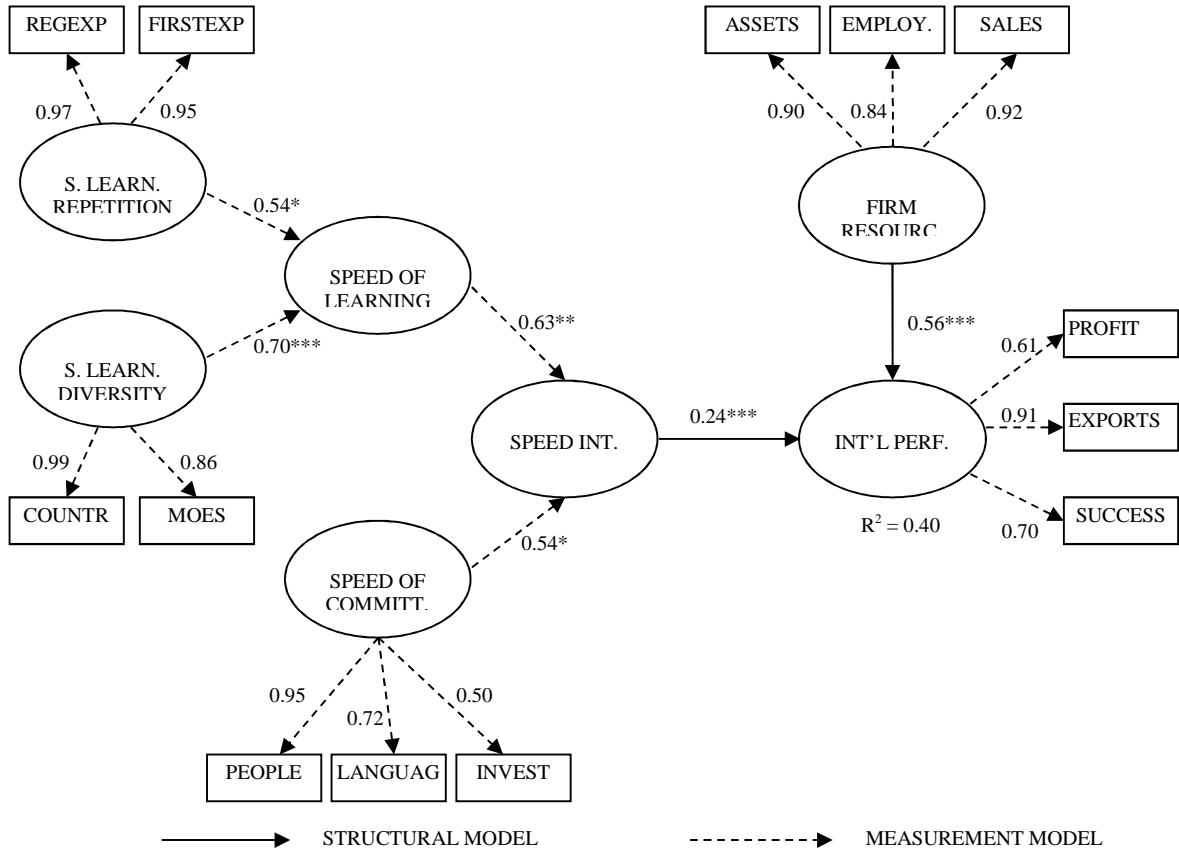 REGEXP
FIRSTEXP
ASSETS
EMPLOY.
SALES
0.97
0.95
0.90
0.84
0.92
S. LEARN.
REPETITION
FIRM
RESOURC.
0.54*
SPEED OF
LEARNING
0.63**
0.56***
0.70***
S. LEARN.
DIVERSITY
PROFIT
0.61
SPEED INT.
0.24***
INT'L PERF.
0.91
EXPORTS
0.99
0.86
COUNTR
MOES
R² = 0.40
0.70
SUCCESS
0.54*
SPEED OF
COMMITT.
0.95
0.72
0.50
PEOPLE
LANGUAG
INVEST
STRUCTURAL MODEL
MEASUREMENT MODEL